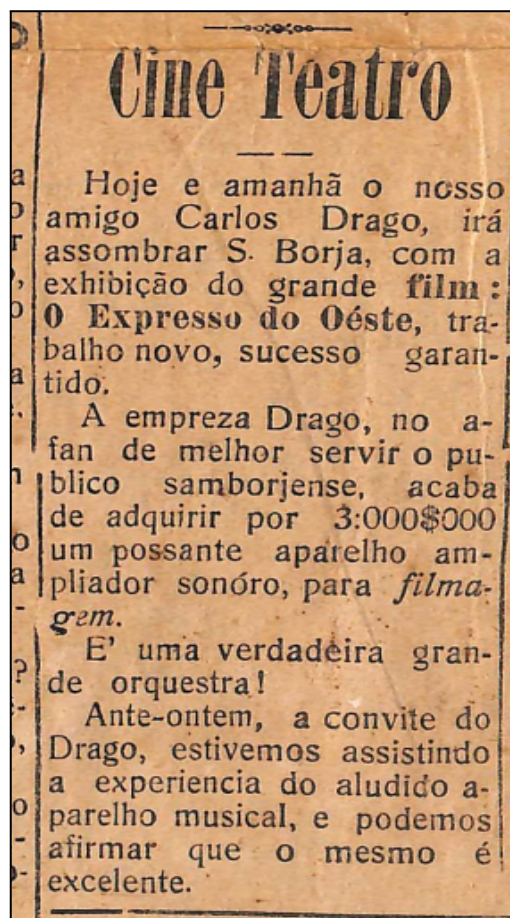 Cine Teatro
Hoje e amanhã o nosso
amigo Carlos Drago, irá
assombrar S. Borja, com a
exhibição do grande film :
O Expresso do Oéste, tra-
balho novo, sucesso garan-
tido.
A empreza Drago, no a-
fan de melhor servir o pu-
blico samborjense, acaba
de adquirir por 3:000$000
um possante aparelho am-
pliador sonóro, para filma-
gem.
E' uma verdadeira gran-
de orquestra!
Ante-ontem, a convite do
Drago, estivemos assistindo
a experiencia do aludido a-
parelho musical, e podemos
afirmar que o mesmo é
excelente.